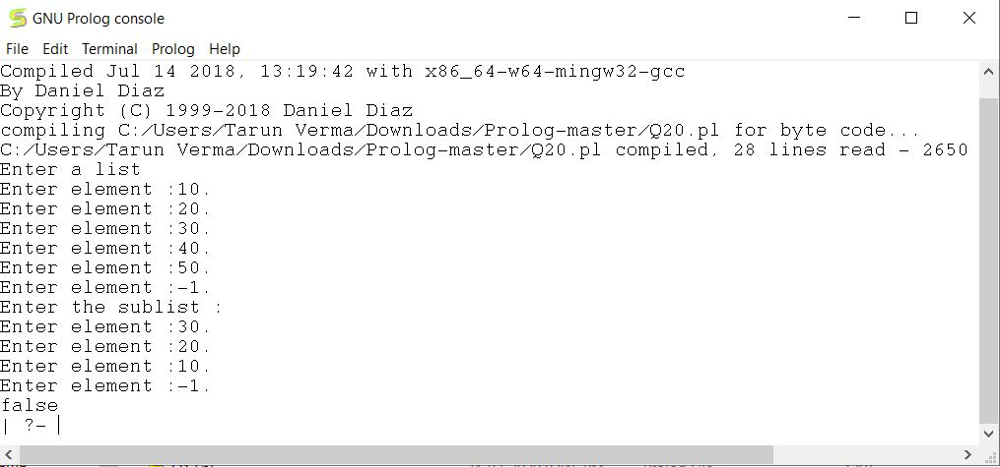 GNU Prolog console
File Edit Terminal Prolog Help
Compiled Jul 14 2018, 13:19:42 with x86_64-w64-mingw32-gcc
By Daniel Diaz
Copyright (C) 1999-2018 Daniel Diaz
compiling C:/Users/Tarun Verma/Downloads/Prolog-master/Q20.pl for byte code...
C:/Users/Tarun Verma/Downloads/Prolog-master/Q20.pl compiled, 28 lines read - 2650
Enter a list
Enter element :10.
Enter element :20.
Enter element :30.
Enter element :40.
Enter element :50.
Enter element :-1.
Enter the sublist :
Enter element :30.
Enter element :20.
Enter element :10.
Enter element :-1.
false
| ?-